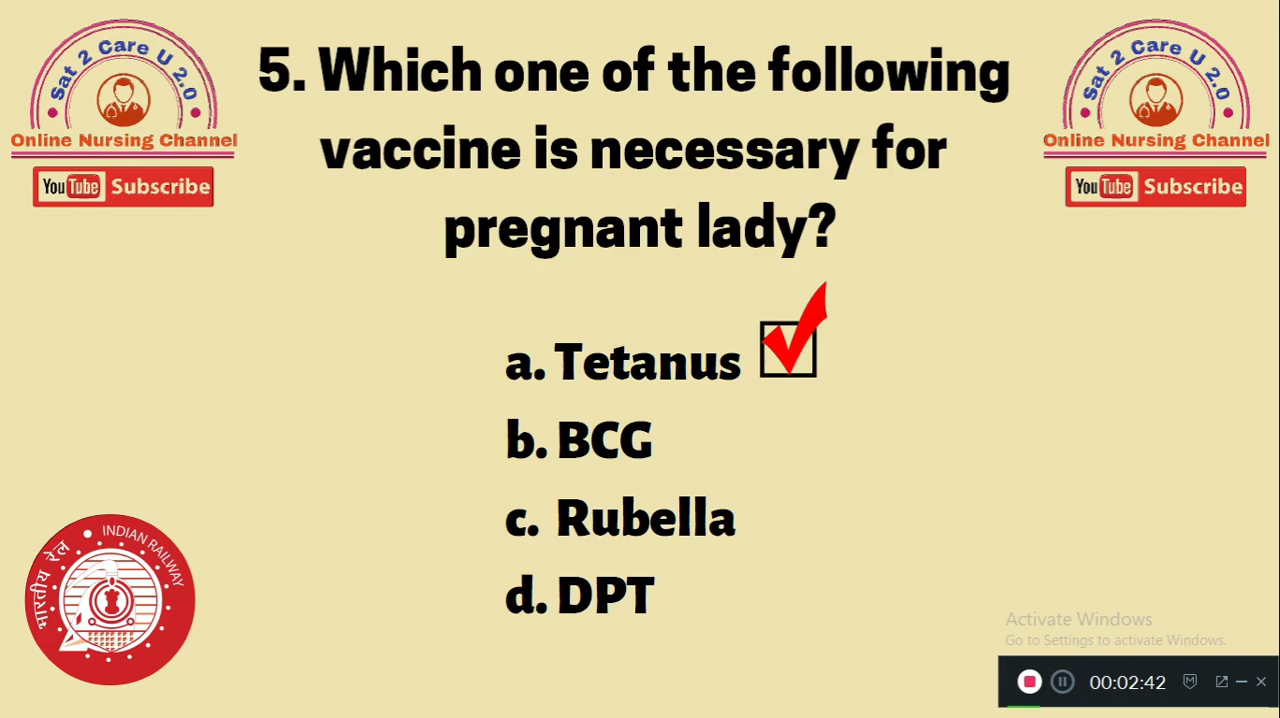 Sat 2 Care U 2.0
Online Nursing Channel
YouTube Subscribe
5. Which one of the following
vaccine is necessary for
pregnant lady?
Sat 2 Care U 2.0
Online Nursing Channel
YouTube Subscribe
a. Tetanus
b. BCG
c. Rubella
d. DPT
भारतीय रेल INDIAN RAILWAY
Activate Windows
Go to Settings to activate Windows.
00:02:42